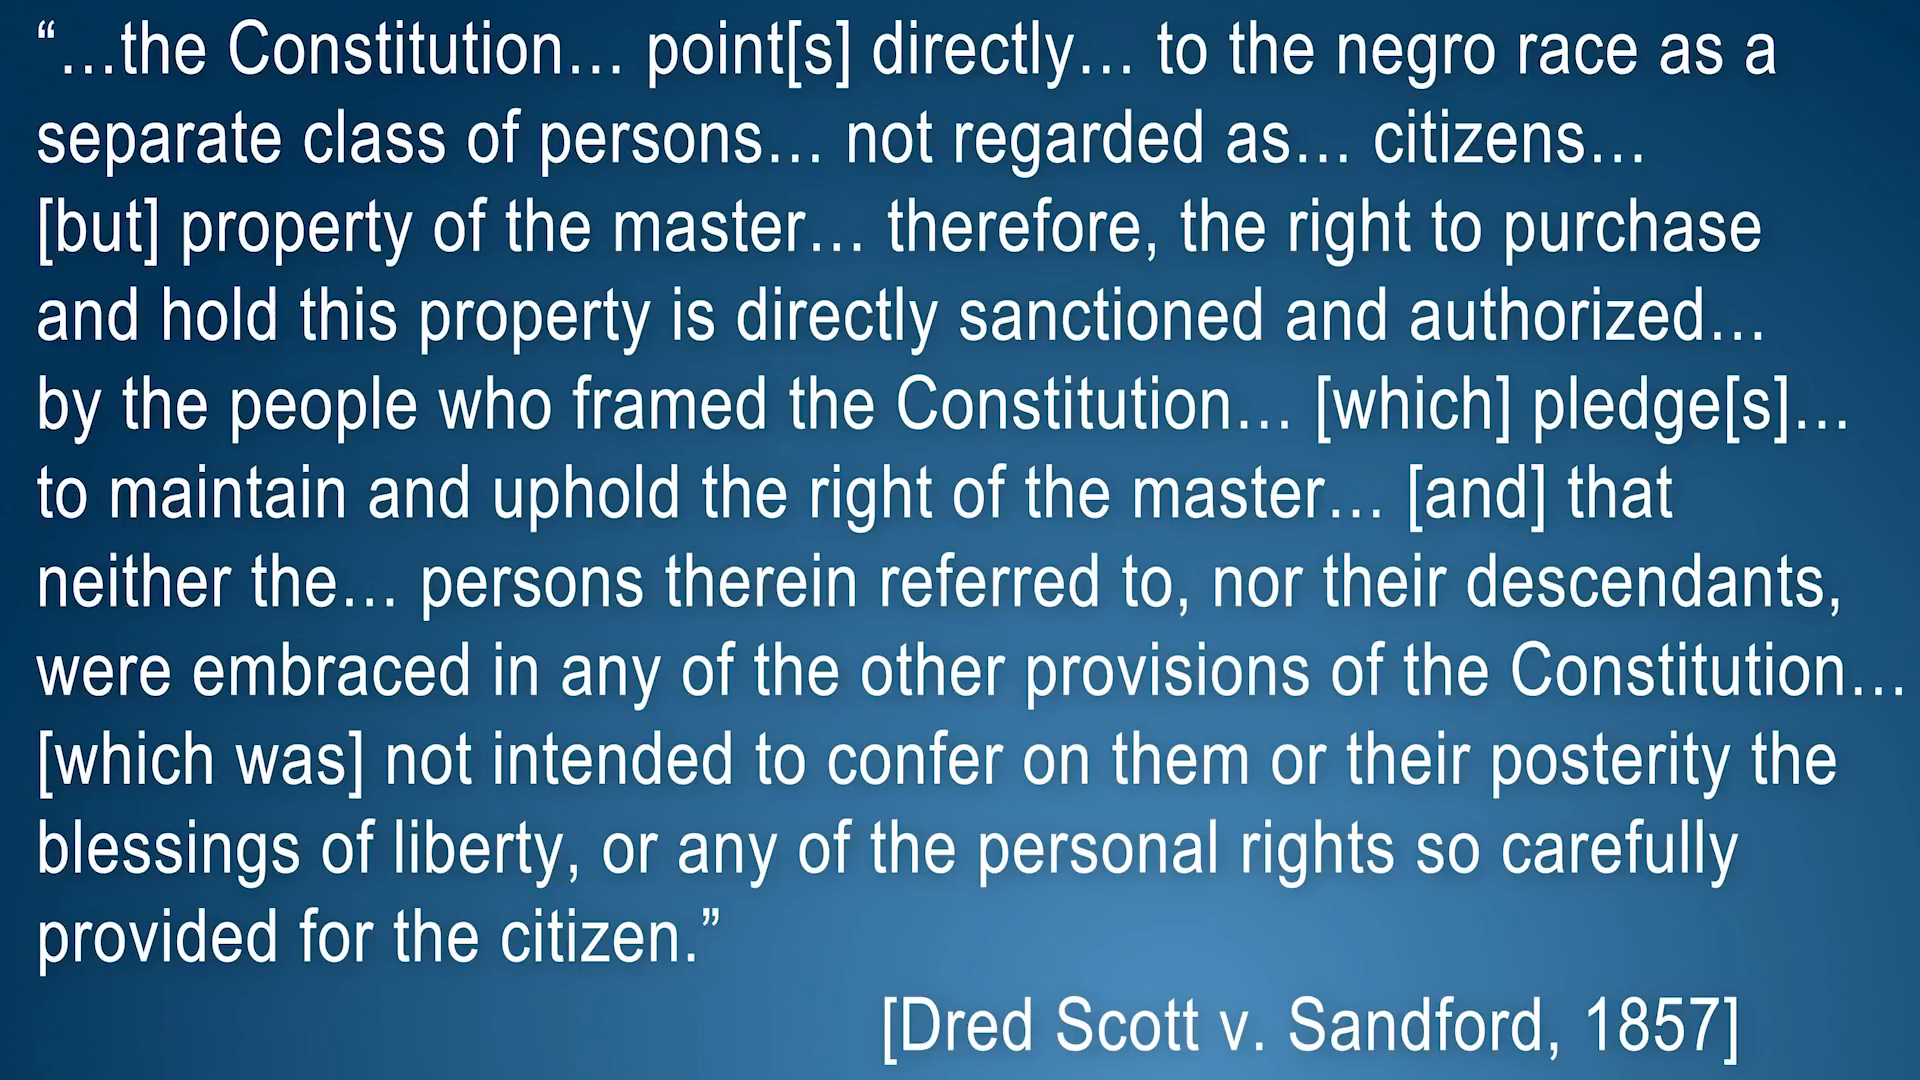 “…the Constitution… point[s] directly… to the negro race as a
separate class of persons… not regarded as… citizens…
[but] property of the master… therefore, the right to purchase
and hold this property is directly sanctioned and authorized…
by the people who framed the Constitution… [which] pledge[s]…
to maintain and uphold the right of the master… [and] that
neither the… persons therein referred to, nor their descendants,
were embraced in any of the other provisions of the Constitution…
[which was] not intended to confer on them or their posterity the
blessings of liberty, or any of the personal rights so carefully
provided for the citizen.”
[Dred Scott v. Sandford, 1857]